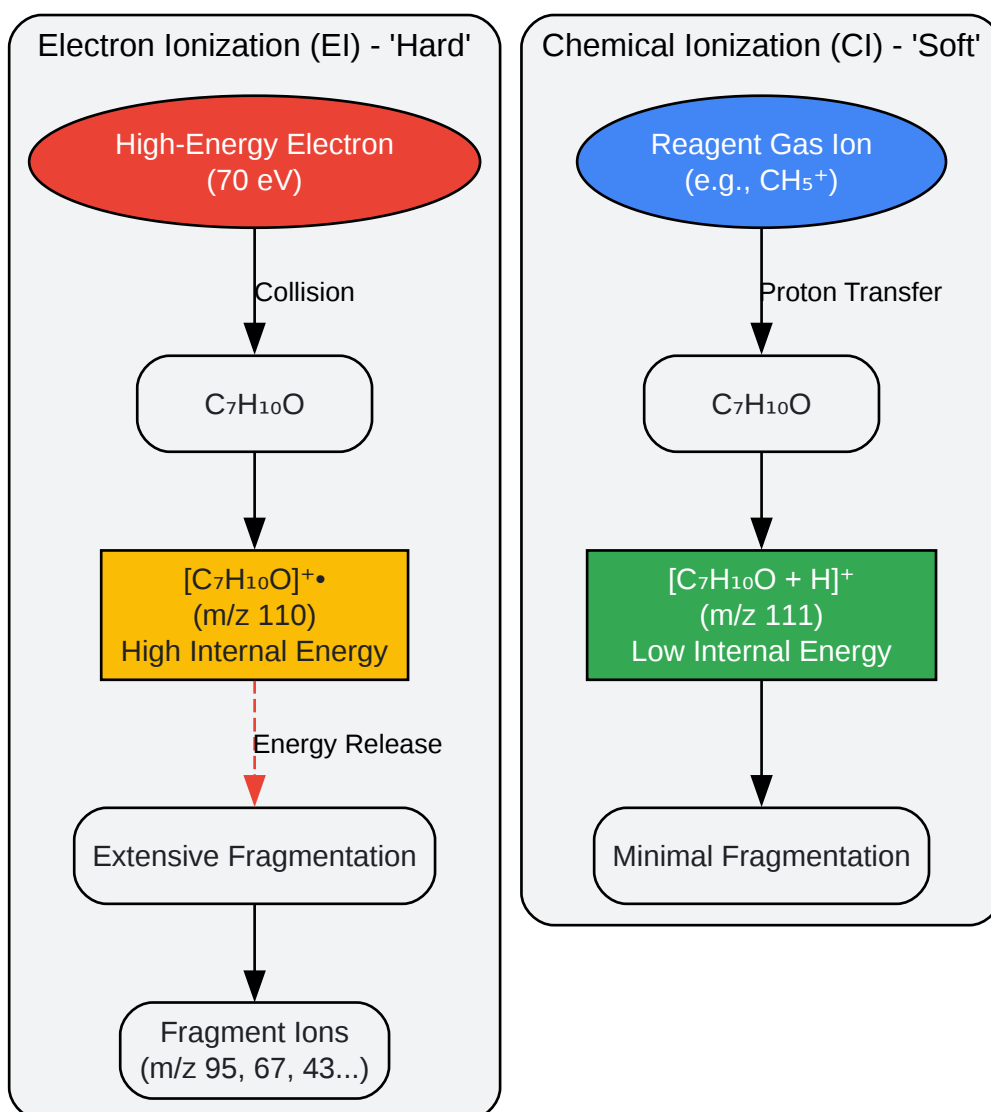 Electron Ionization (EI) - 'Hard'
High-Energy Electron
(70 eV)
Collision
C₇H₁₀O
[C₇H₁₀O]⁺•
(m/z 110)
High Internal Energy
Energy Release
Extensive Fragmentation
Fragment Ions
(m/z 95, 67, 43...)
Chemical Ionization (CI) - 'Soft'
Reagent Gas Ion
(e.g., CH₅⁺)
Proton Transfer
C₇H₁₀O
[C₇H₁₀O + H]⁺
(m/z 111)
Low Internal Energy
Minimal Fragmentation